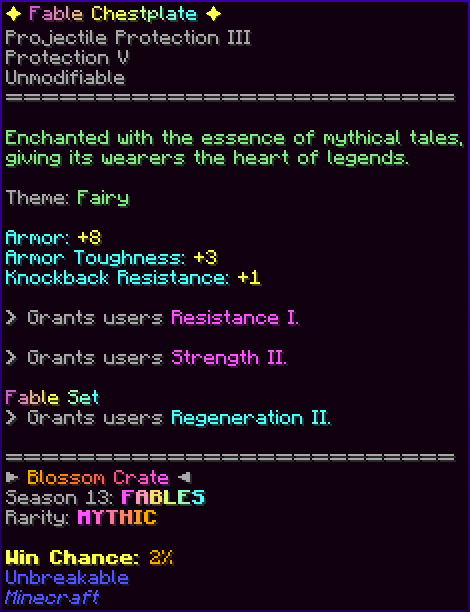 ✦ Fable Chestplate ✦
Projectile Protection III
Protection V
Unmodifiable
==============================
Enchanted with the essence of mythical tales,
giving its wearers the heart of legends.
Theme: Fairy
Armor: +8
Armor Toughness: +3
Knockback Resistance: +1
> Grants users Resistance I.
> Grants users Strength II.
Fable Set
> Grants users Regeneration II.
==============================
► Blossom Crate ◄
Season 13: FABLES
Rarity: MYTHIC
Win Chance: 2%
Unbreakable
Minecraft